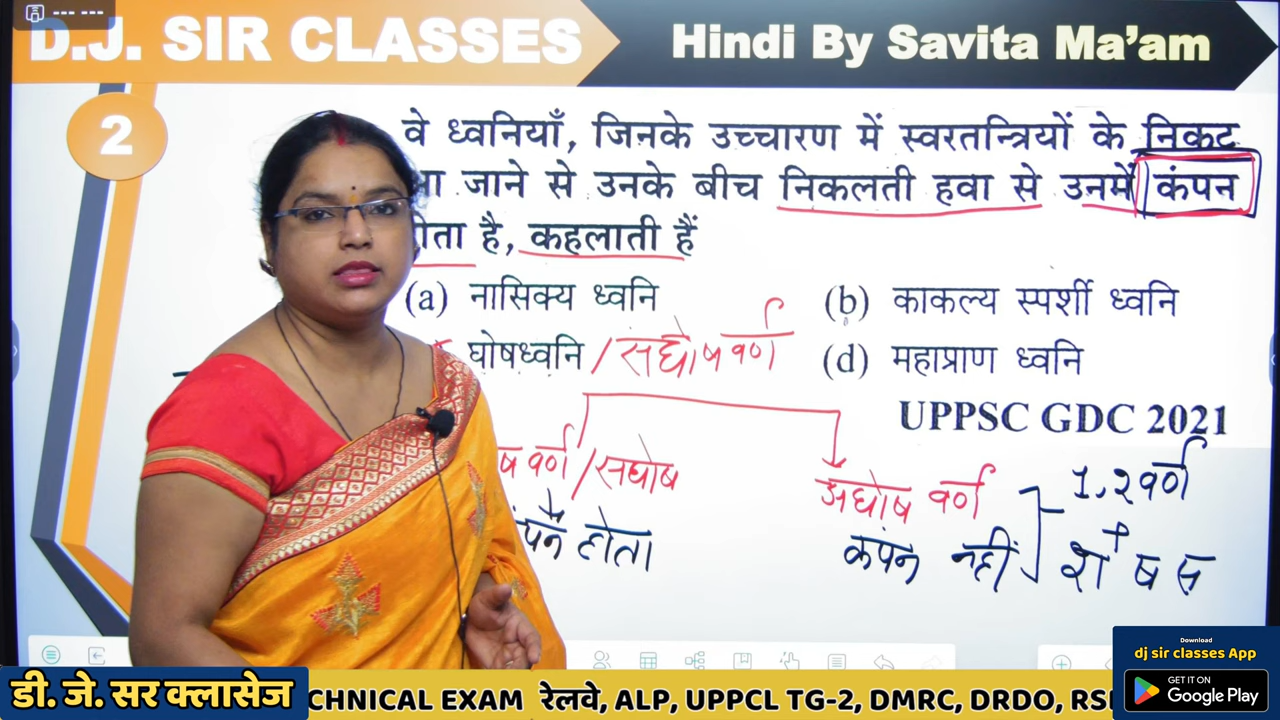 D.J. SIR CLASSES
Hindi By Savita Ma’am
2
वे ध्वनियाँ, जिनके उच्चारण में स्वरतन्त्रियों के निकट
जाने से उनके बीच निकलती हवा से उनमें कंपन
है, कहलाती हैं
(a) नासिक्य ध्वनि
(b) काकल्य स्पर्शी ध्वनि
घोषध्वनि / सघोष वर्ण
(d) महाप्राण ध्वनि
UPPSC GDC 2021
वर्ण / सघोष
होता
अघोष वर्ण
कंपन नहीं
1, २ वर्ण
श ष स
डी. जे. सर क्लासेज
CHNICAL EXAM रेलवे, ALP, UPPCL TG-2, DMRC, DRDO, RS
Download
dj sir classes App
GET IT ON
Google Play